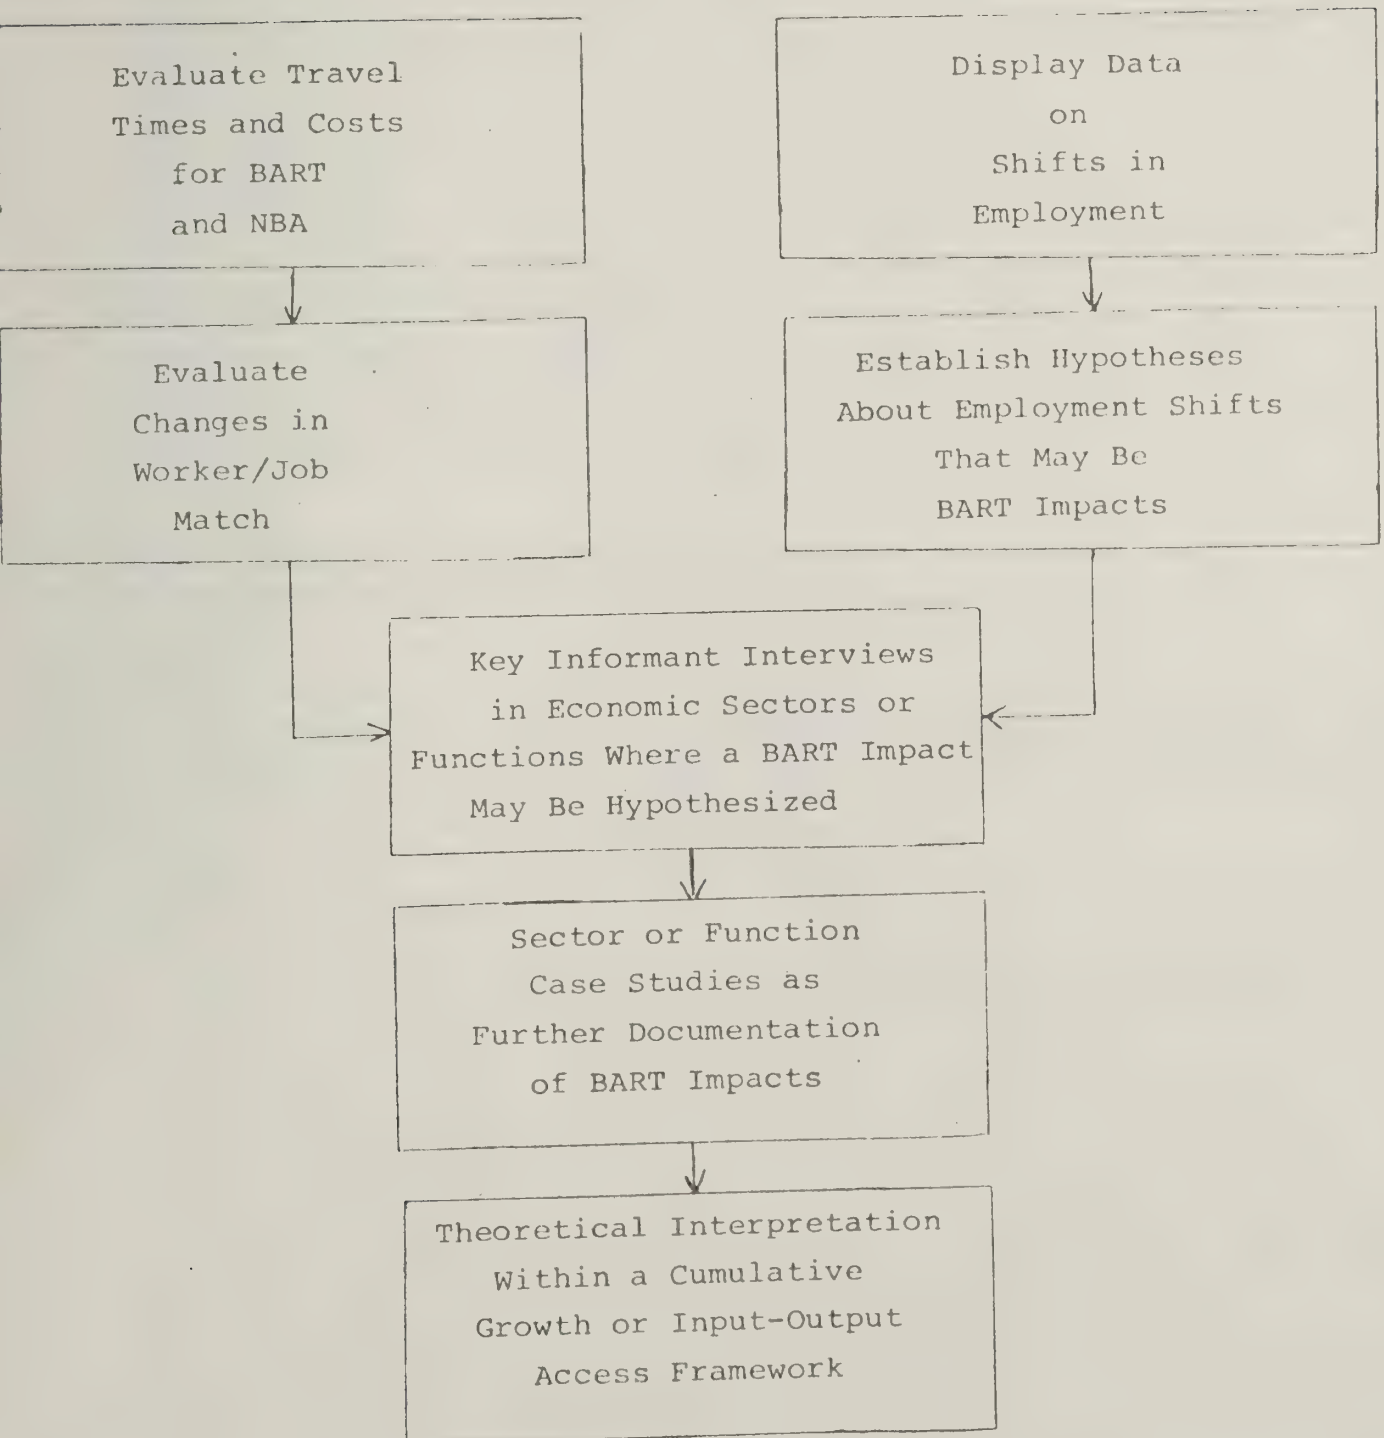 Evaluate Travel
Times and Costs
for BART
and NBA
Display Data
on
Shifts in
Employment
Evaluate
Changes in
Worker/Job
Match
Establish Hypotheses
About Employment Shifts
That May Be
BART Impacts
Key Informant Interviews
in Economic Sectors or
Functions Where a BART Impact
May Be Hypothesized
Sector or Function
Case Studies as
Further Documentation
of BART Impacts
Theoretical Interpretation
Within a Cumulative
Growth or Input-Output
Access Framework